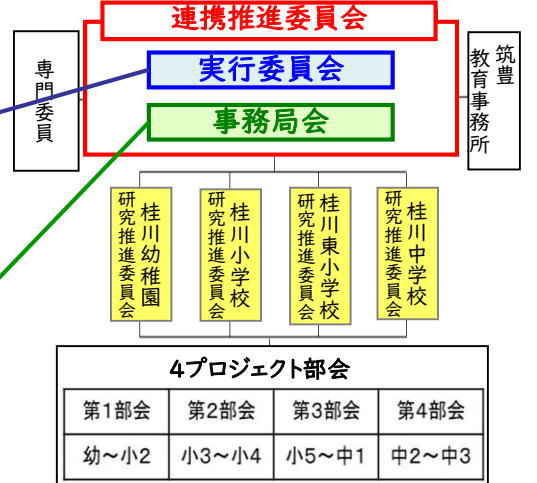 連携推進委員会
実行委員会
事務局会
専門委員
筑豊
教育事務所
桂川幼稚園
研究推進委員会
桂川小学校
研究推進委員会
桂川東小学校
研究推進委員会
桂川中学校
研究推進委員会
4プロジェクト部会
第1部会 第2部会 第3部会 第4部会
幼～小2 小3～小4 小5～中1 中2～中3